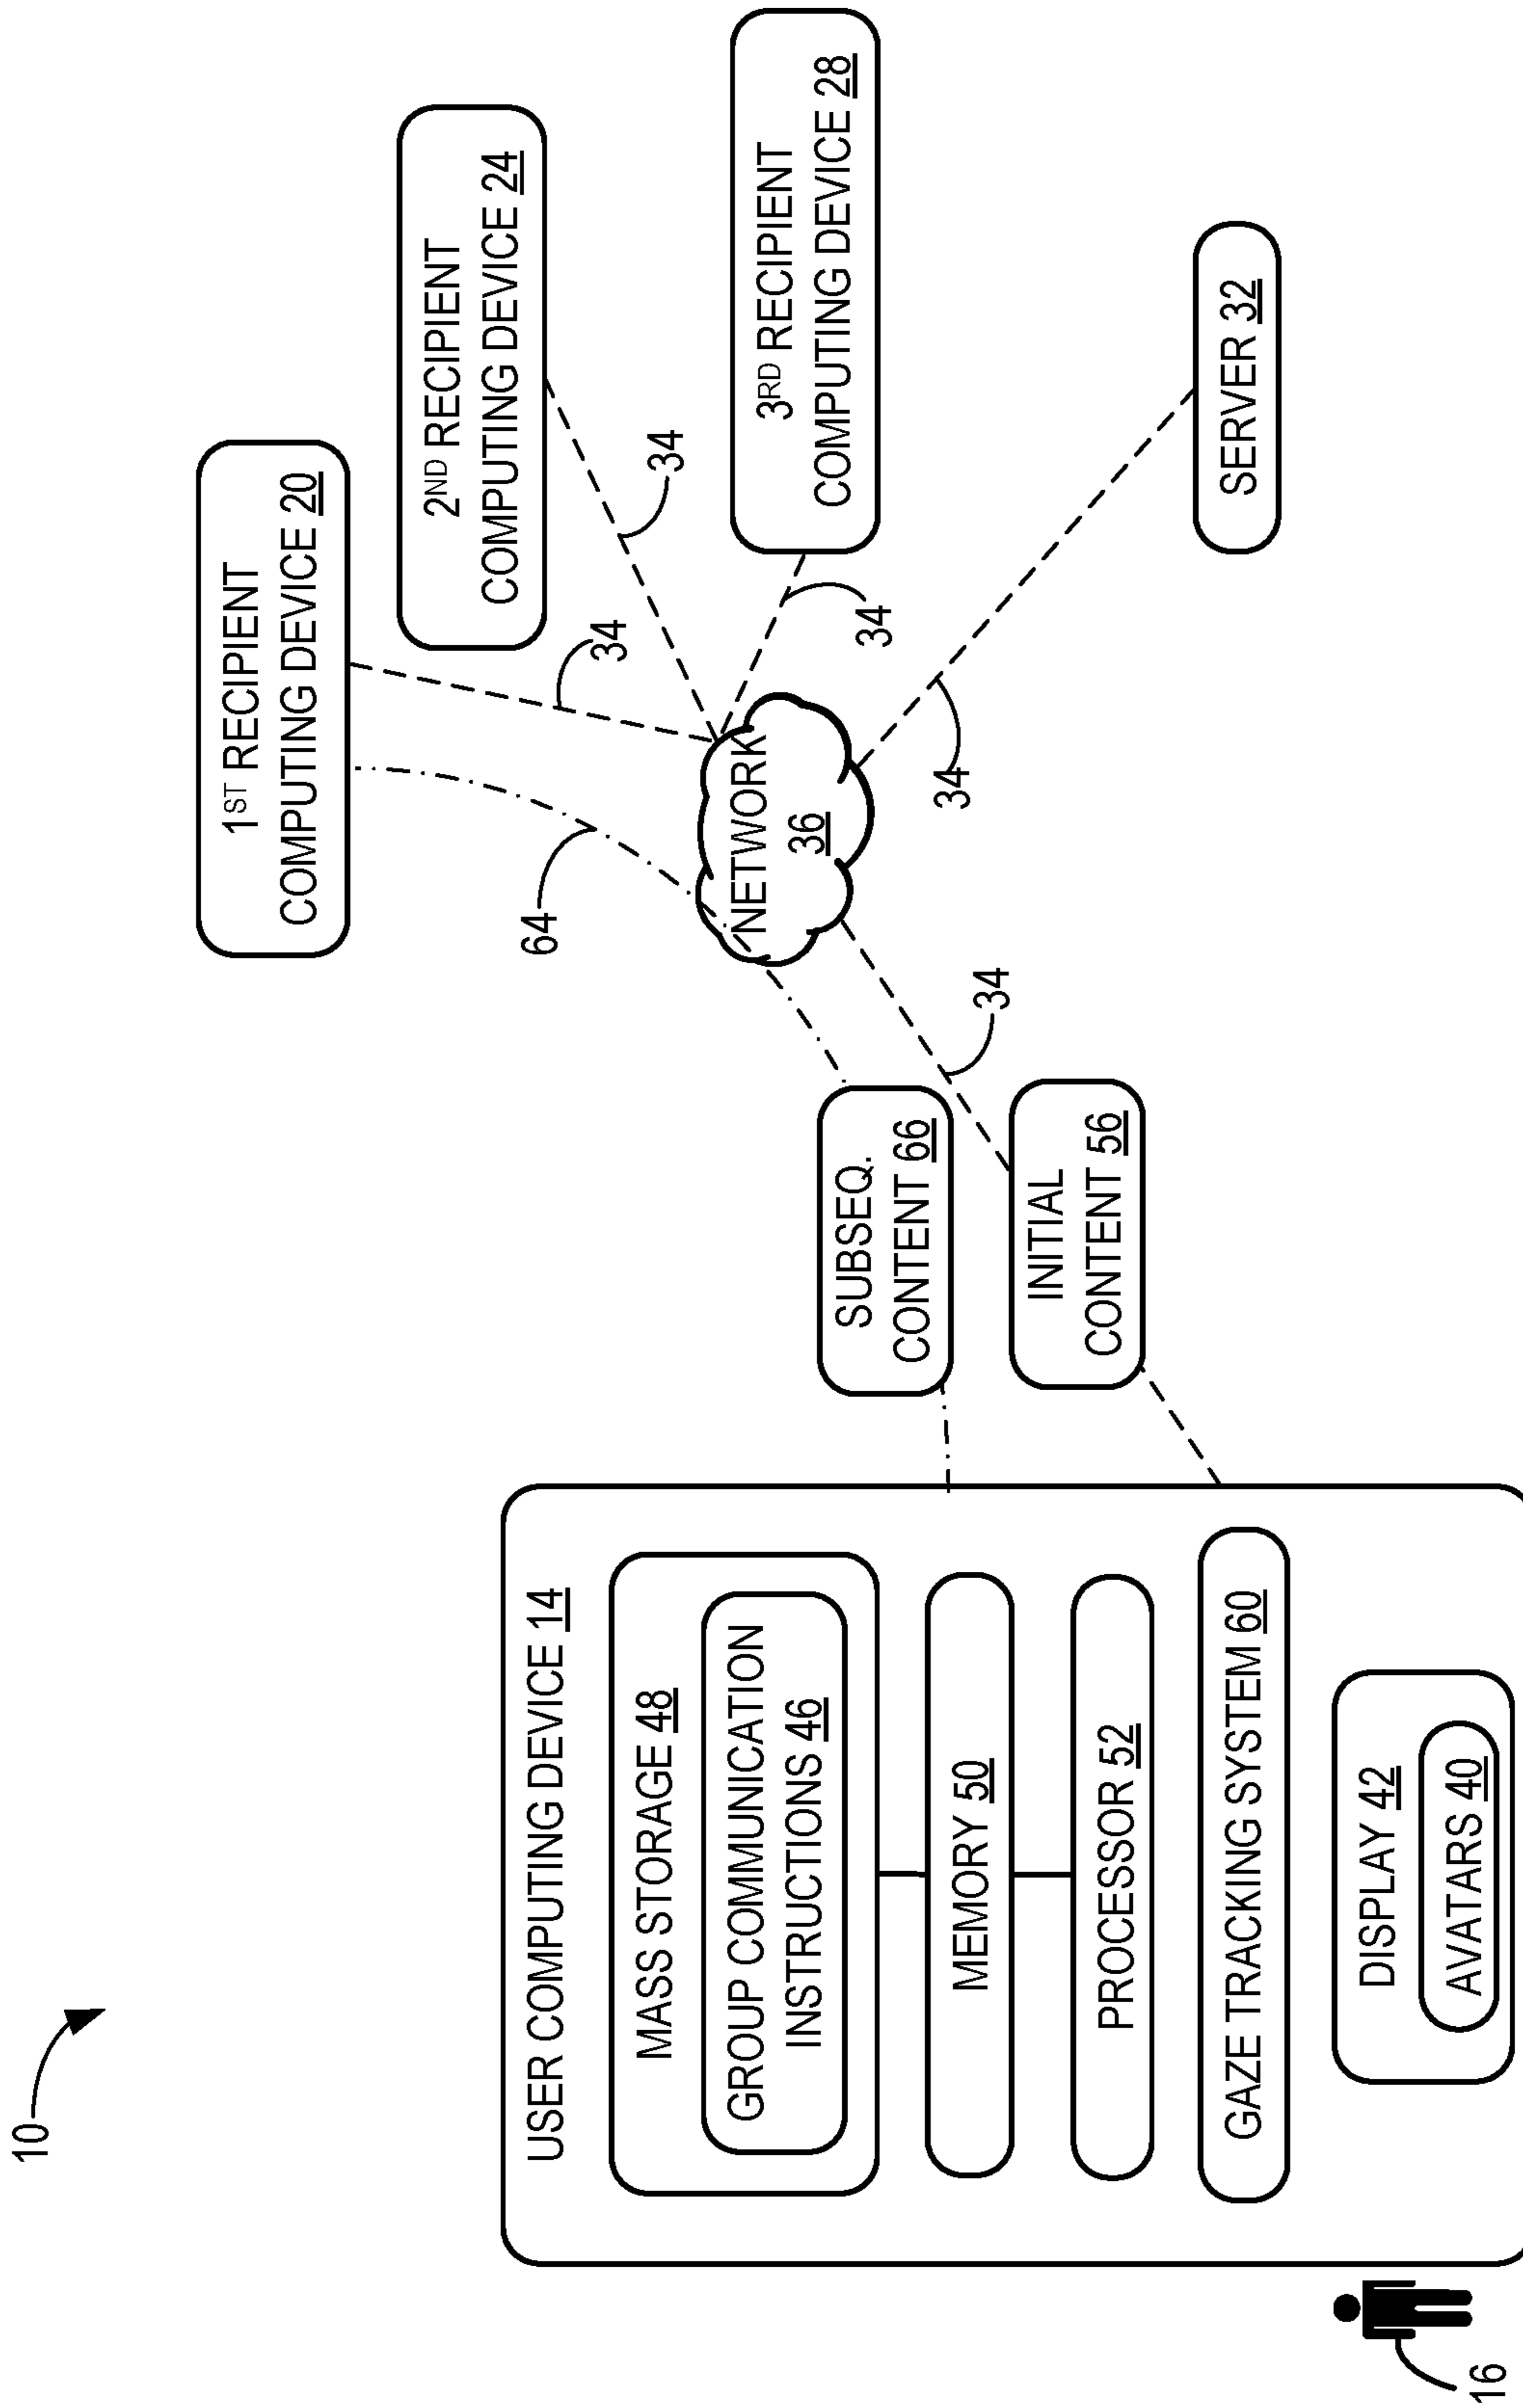 10
USER COMPUTING DEVICE 14
MASS STORAGE 48
GROUP COMMUNICATION
INSTRUCTIONS 46
MEMORY 50
PROCESSOR 52
GAZE TRACKING SYSTEM 60
DISPLAY 42
AVATARS 40
16
SUBSEQ.
CONTENT 66
INITIAL
CONTENT 56
64
34
NETWORK
36
34
34
34
34
1ST RECIPIENT
COMPUTING DEVICE 20
2ND RECIPIENT
COMPUTING DEVICE 24
3RD RECIPIENT
COMPUTING DEVICE 28
SERVER 32